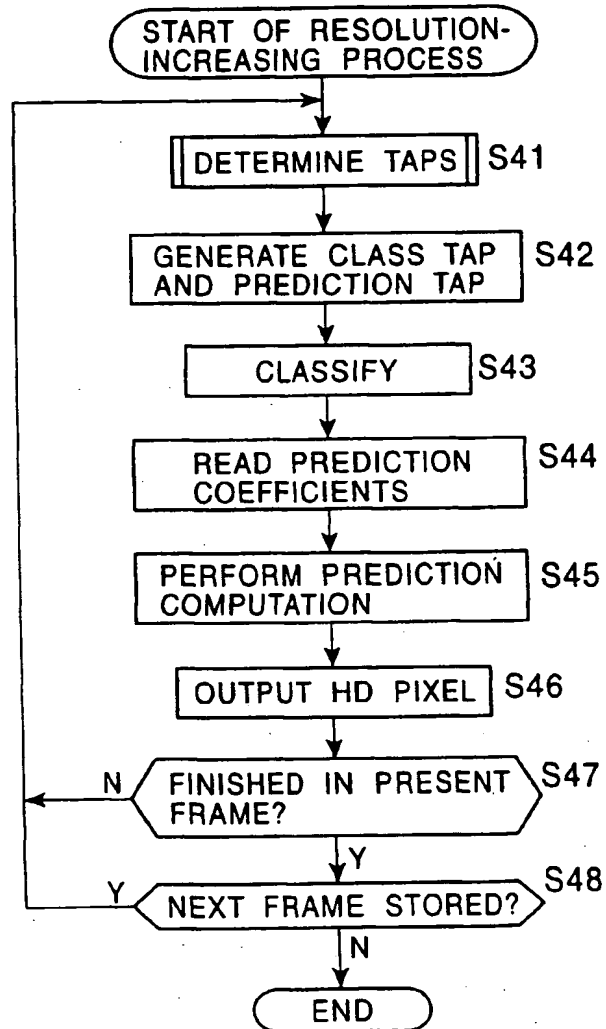 START OF RESOLUTION-
INCREASING PROCESS
DETERMINE TAPS S41
GENERATE CLASS TAP
AND PREDICTION TAP
S42
CLASSIFY S43
READ PREDICTION
COEFFICIENTS
S44
PERFORM PREDICTION
COMPUTATION
S45
OUTPUT HD PIXEL S46
N
FINISHED IN PRESENT
FRAME?
S47
Y
Y
NEXT FRAME STORED?
S48
N
END